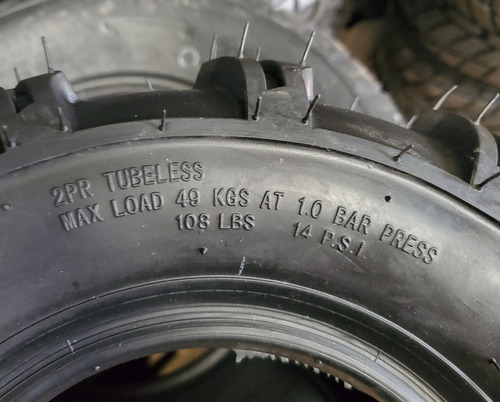 2PR TUBELESS
MAX LOAD 49 KGS AT 1.0 BAR PRESS
108 LBS 14 P.S.I